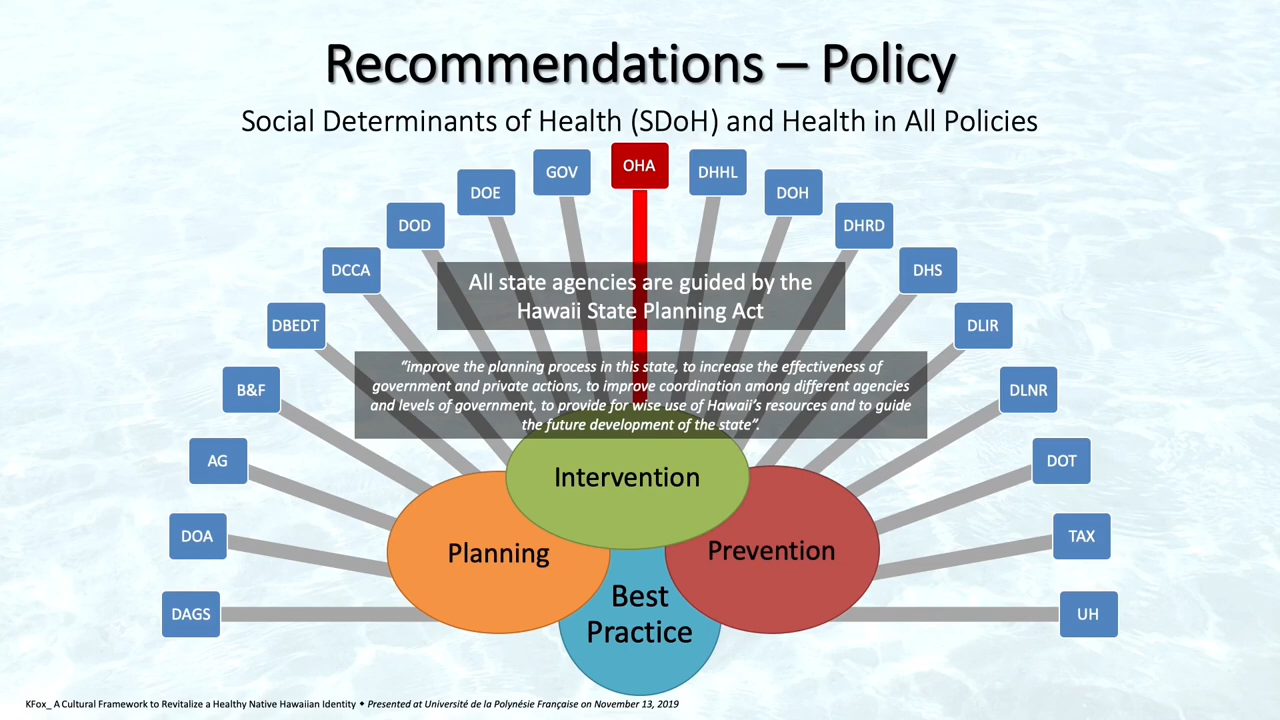 Recommendations – Policy
Social Determinants of Health (SDoH) and Health in All Policies
OHA
GOV
DHHL
DOE
DOH
DOD
DHRD
DCCA
DHS
DBEDT
DLIR
B&F
DLNR
AG
DOT
DOA
TAX
DAGS
UH
All state agencies are guided by the
Hawaii State Planning Act
“improve the planning process in this state, to increase the effectiveness of
government and private actions, to improve coordination among different agencies
and levels of government, to provide for wise use of Hawaii’s resources and to guide
the future development of the state”.
Intervention
Planning
Prevention
Best
Practice
KFox_ A Cultural Framework to Revitalize a Healthy Native Hawaiian Identity • Presented at Université de la Polynésie Française on November 13, 2019